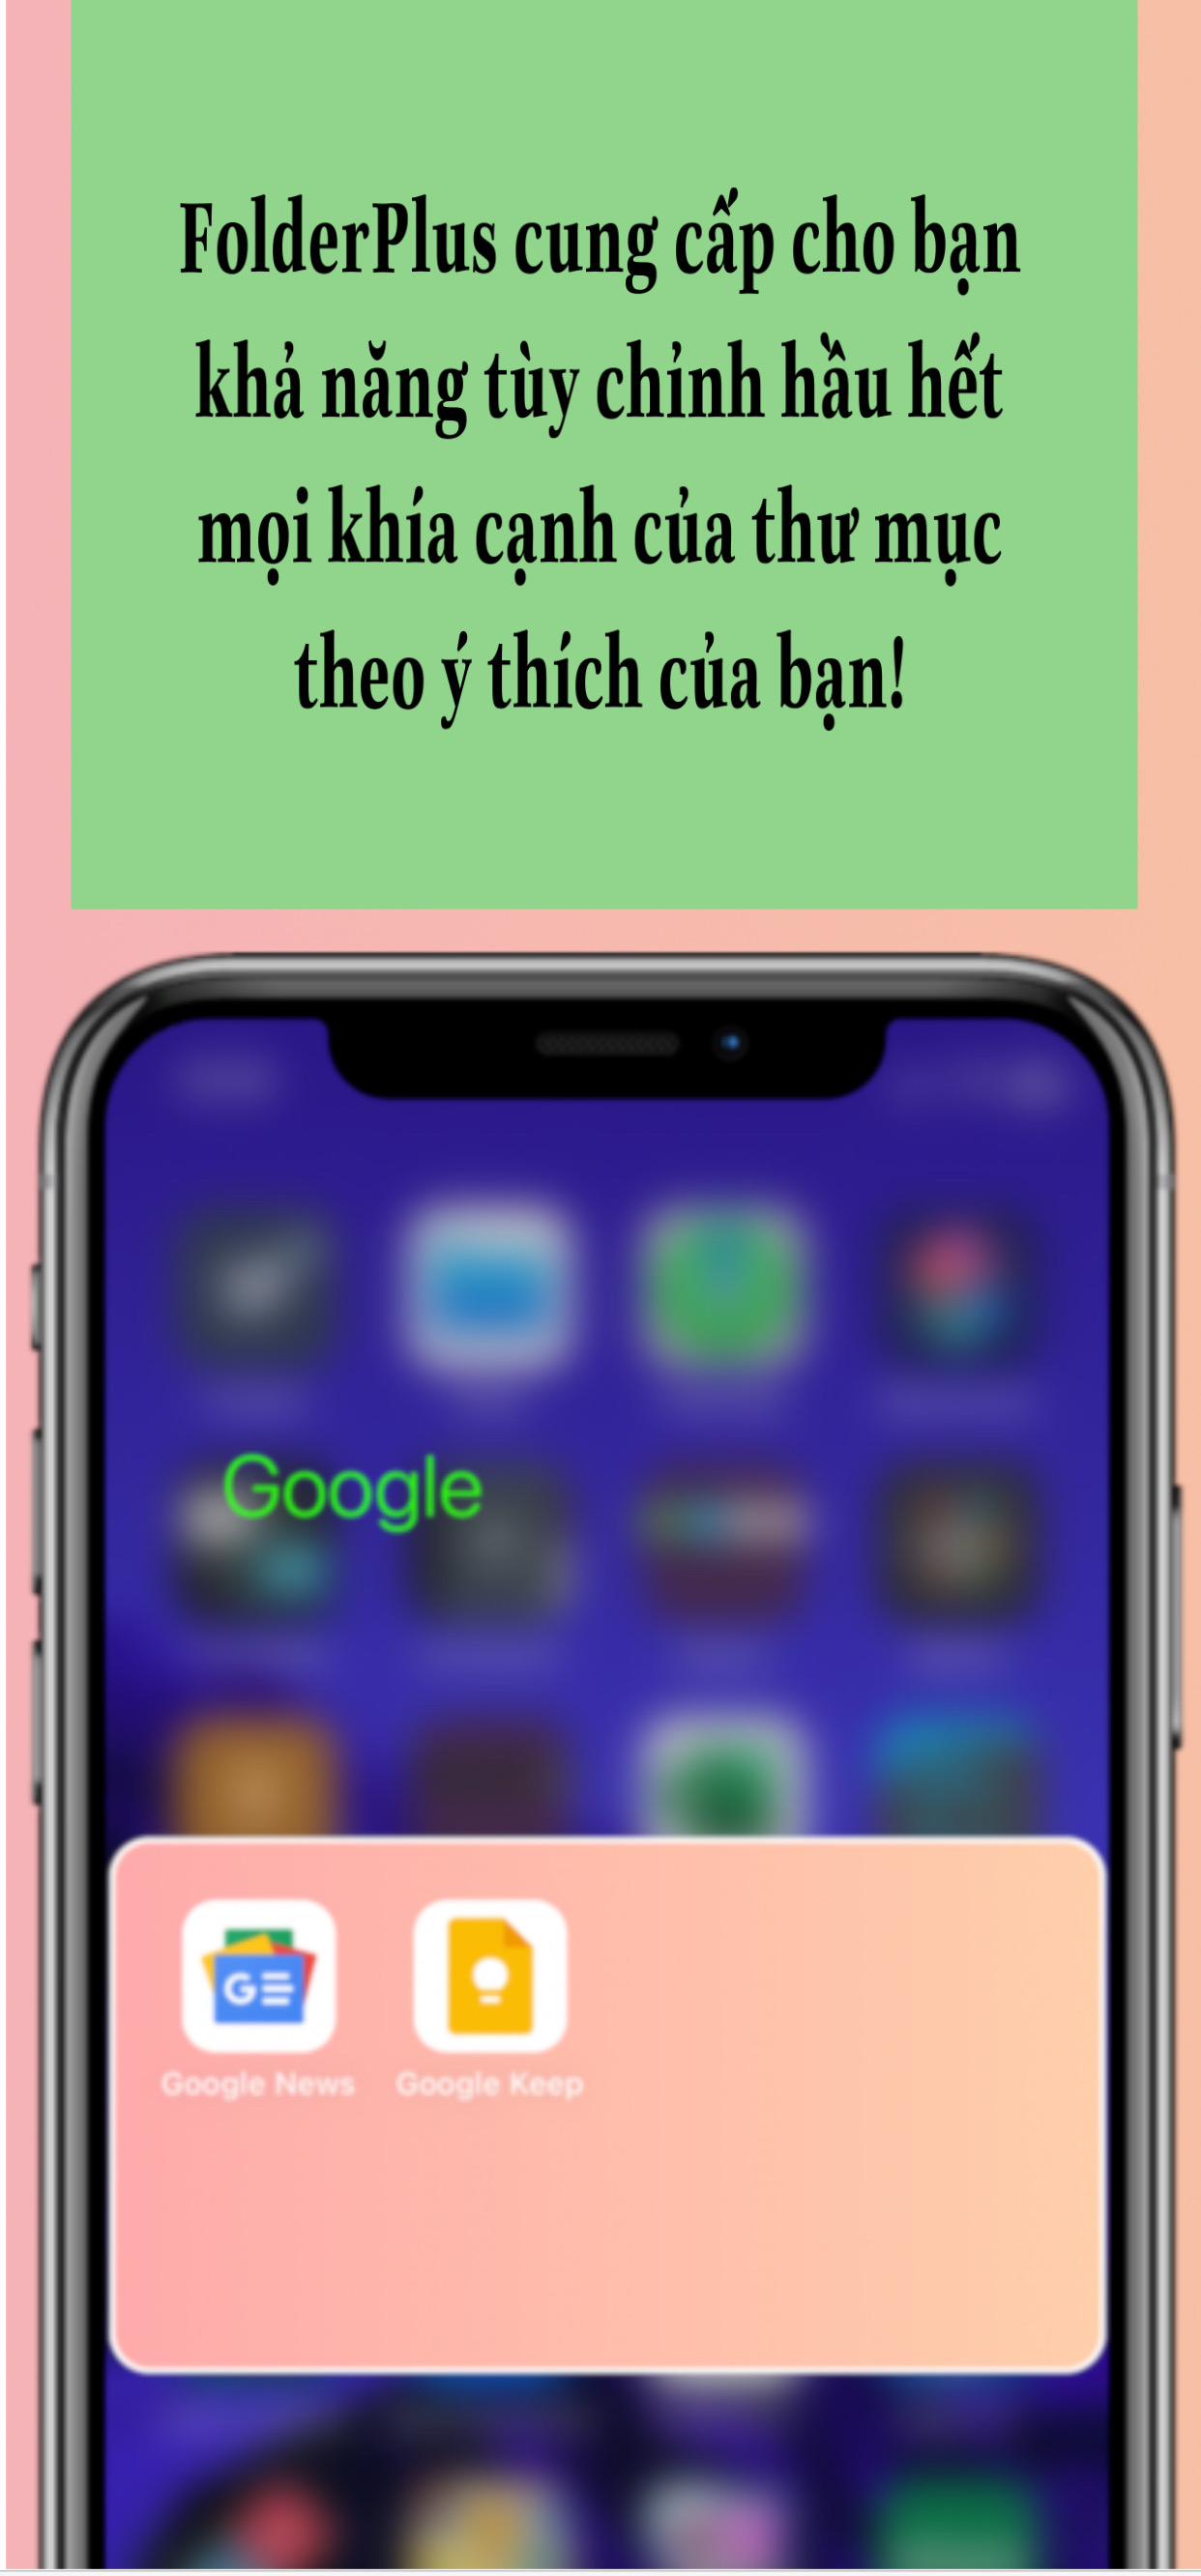 FolderPlus cung cấp cho bạn
khả năng tùy chỉnh hầu hết
mọi khía cạnh của thư mục
theo ý thích của bạn!
Google
Google News
Google Keep